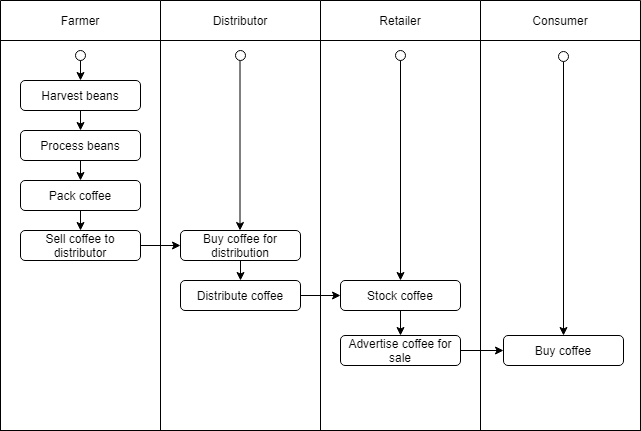 Farmer
Distributor
Retailer
Consumer
Harvest beans
Process beans
Pack coffee
Sell coffee to
distributor
Buy coffee for
distribution
Distribute coffee
Stock coffee
Advertise coffee for
sale
Buy coffee